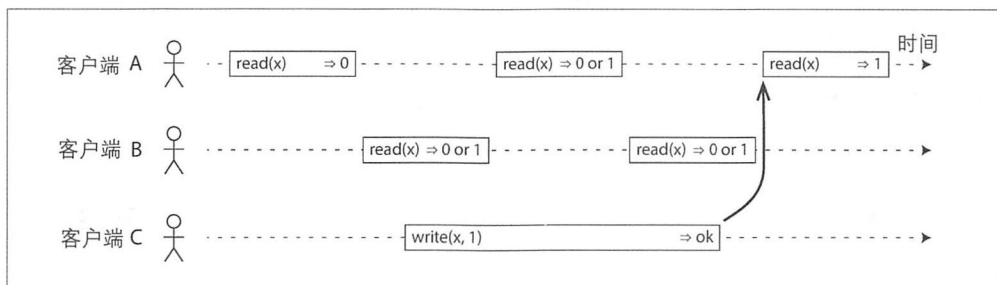 时间
客户端 A read(x) ⇒ 0 read(x) ⇒ 0 or 1 read(x) ⇒ 1
客户端 B read(x) ⇒ 0 or 1 read(x) ⇒ 0 or 1
客户端 C write(x, 1) ⇒ ok